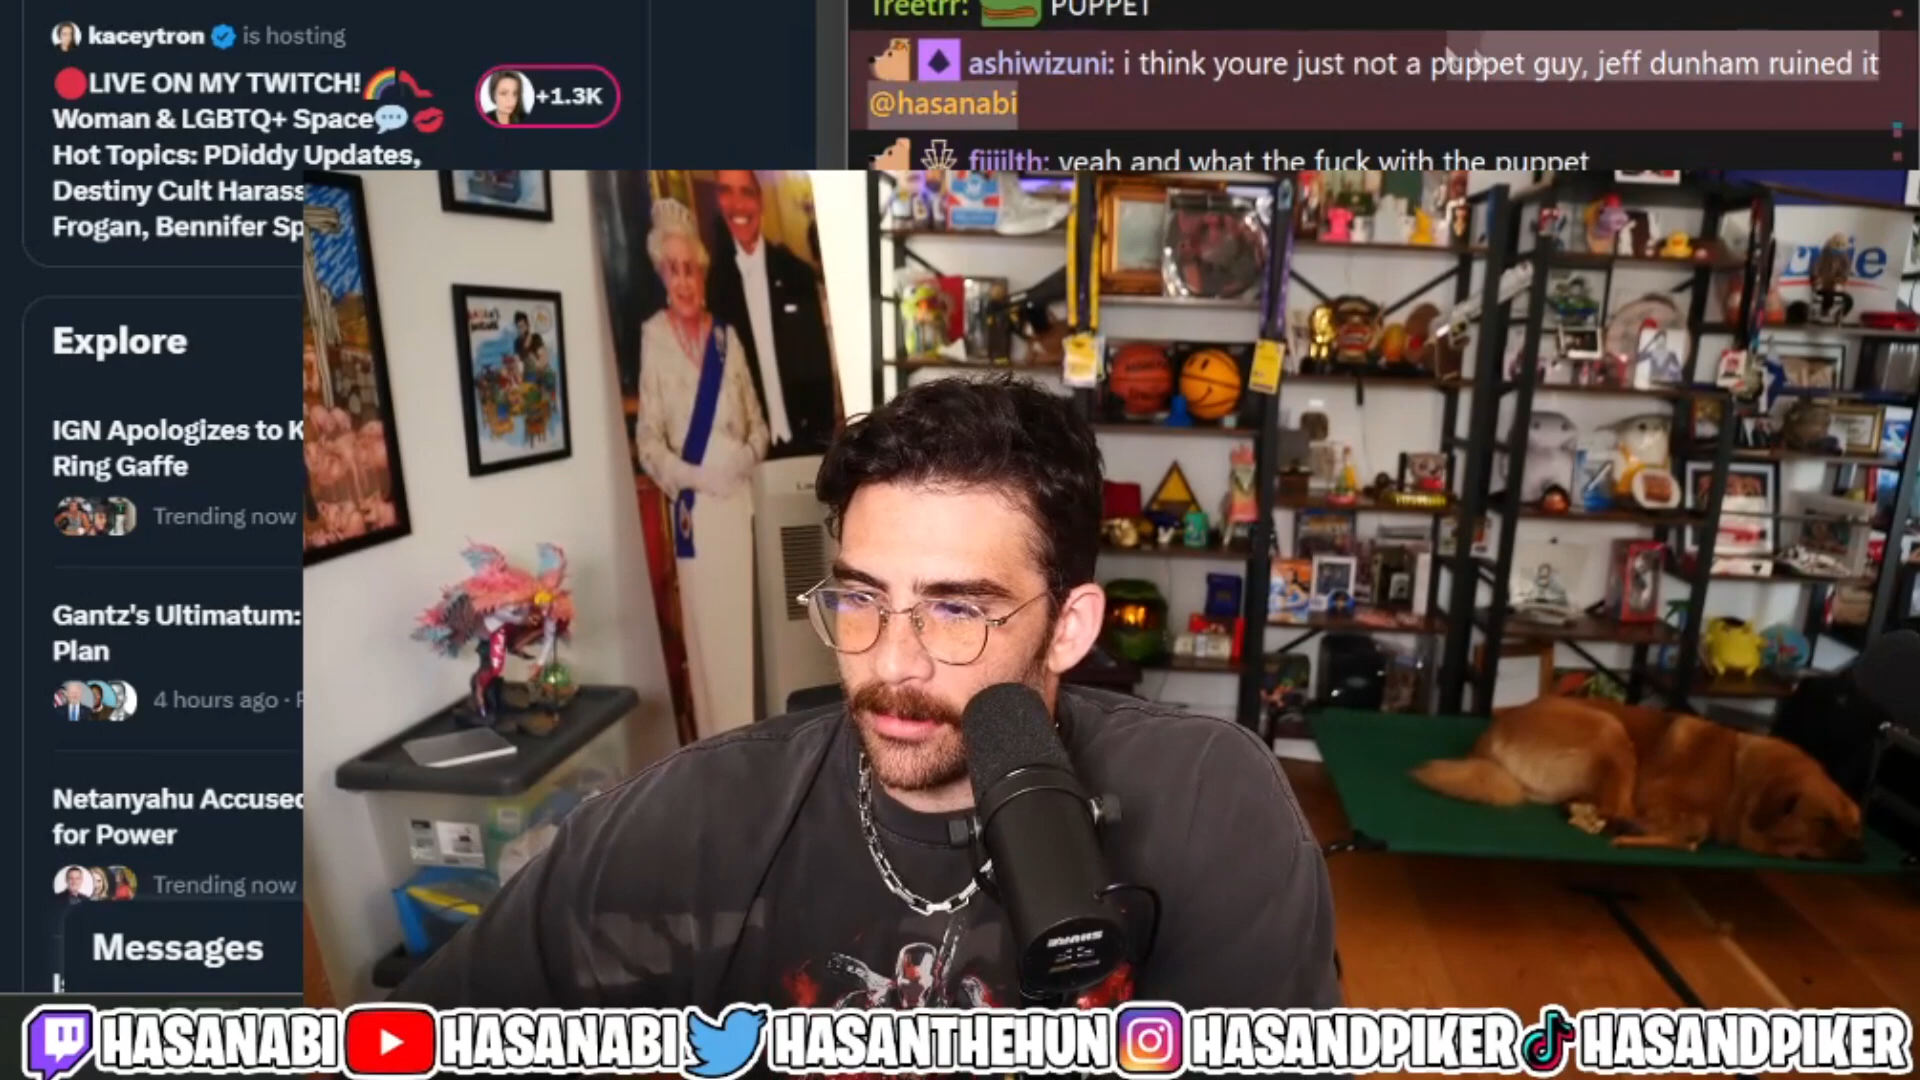 kaceytron is hosting
LIVE ON MY TWITCH!
Woman & LGBTQ+ Space
Hot Topics: PDiddy Updates,
Destiny Cult Harass
Frogan, Bennifer Sp
+1.3K
Explore
IGN Apologizes to K
Ring Gaffe
Trending now
Gantz's Ultimatum:
Plan
4 hours ago ·
Netanyahu Accused
for Power
Trending now
Messages
Treetrr: PUPPET
ashiwizuni: i think youre just not a puppet guy, jeff dunham ruined it
@hasanabi
fiiiilth: yeah and what the fuck with the puppet
SHURE
HASANABI HASANABI HASANTHEHUN HASANDPIKER HASANDPIKER